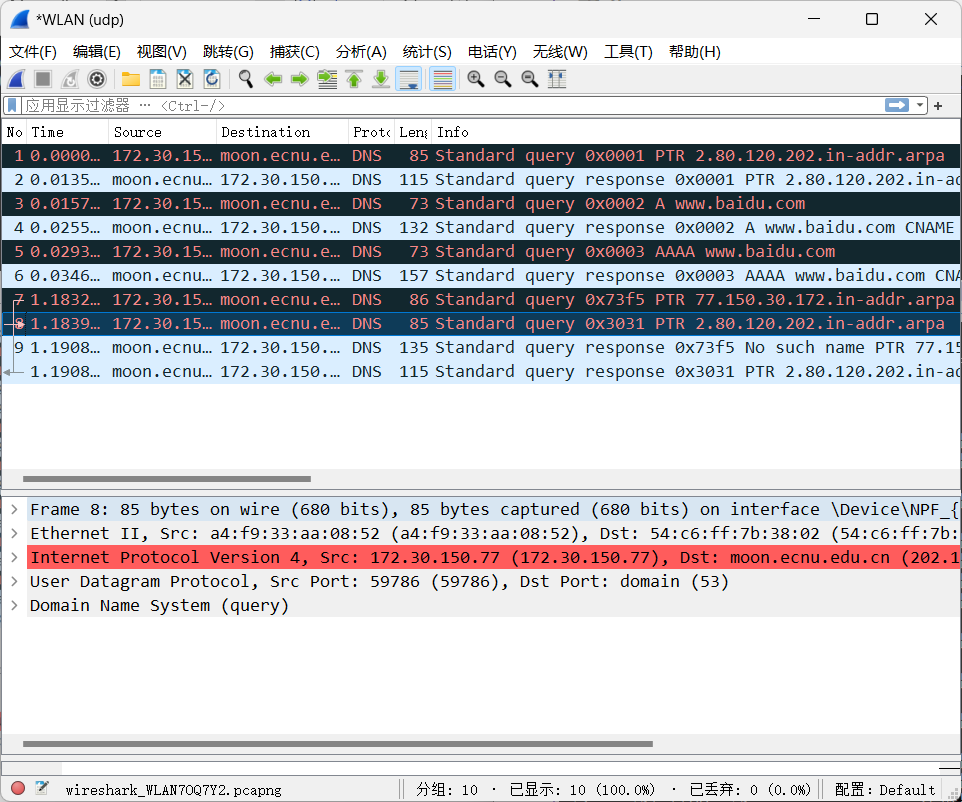 *WLAN (udp)
文件(F) 编辑(E) 视图(V) 跳转(G) 捕获(C) 分析(A) 统计(S) 电话(Y) 无线(W) 工具(T) 帮助(H)
应用显示过滤器 … <Ctrl-/>
No Time Source Destination Proto Leng Info
1 0.0000… 172.30.15… moon.ecnu.e… DNS 85 Standard query 0x0001 PTR 2.80.120.202.in-addr.arpa
2 0.0135… moon.ecnu… 172.30.150.… DNS 115 Standard query response 0x0001 PTR 2.80.120.202.in-ad
3 0.0157… 172.30.15… moon.ecnu.e… DNS 73 Standard query 0x0002 A www.baidu.com
4 0.0255… moon.ecnu… 172.30.150.… DNS 132 Standard query response 0x0002 A www.baidu.com CNAME
5 0.0293… 172.30.15… moon.ecnu.e… DNS 73 Standard query 0x0003 AAAA www.baidu.com
6 0.0346… moon.ecnu… 172.30.150.… DNS 157 Standard query response 0x0003 AAAA www.baidu.com CNA
7 1.1832… 172.30.15… moon.ecnu.e… DNS 86 Standard query 0x73f5 PTR 77.150.30.172.in-addr.arpa
8 1.1839… 172.30.15… moon.ecnu.e… DNS 85 Standard query 0x3031 PTR 2.80.120.202.in-addr.arpa
9 1.1908… moon.ecnu… 172.30.150.… DNS 135 Standard query response 0x73f5 No such name PTR 77.15
1.1908… moon.ecnu… 172.30.150.… DNS 115 Standard query response 0x3031 PTR 2.80.120.202.in-ad
Frame 8: 85 bytes on wire (680 bits), 85 bytes captured (680 bits) on interface \Device\NPF_{
Ethernet II, Src: a4:f9:33:aa:08:52 (a4:f9:33:aa:08:52), Dst: 54:c6:ff:7b:38:02 (54:c6:ff:7b:
Internet Protocol Version 4, Src: 172.30.150.77 (172.30.150.77), Dst: moon.ecnu.edu.cn (202.1
User Datagram Protocol, Src Port: 59786 (59786), Dst Port: domain (53)
Domain Name System (query)
wireshark_WLAN7OQ7Y2.pcapng 分组: 10 · 已显示: 10 (100.0%) · 已丢弃: 0 (0.0%) 配置: Default